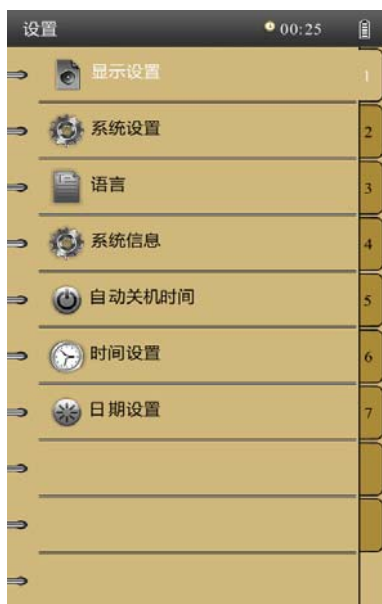 设置 00:25
显示设置 1
系统设置 2
语言 3
系统信息 4
自动关机时间 5
时间设置 6
日期设置 7